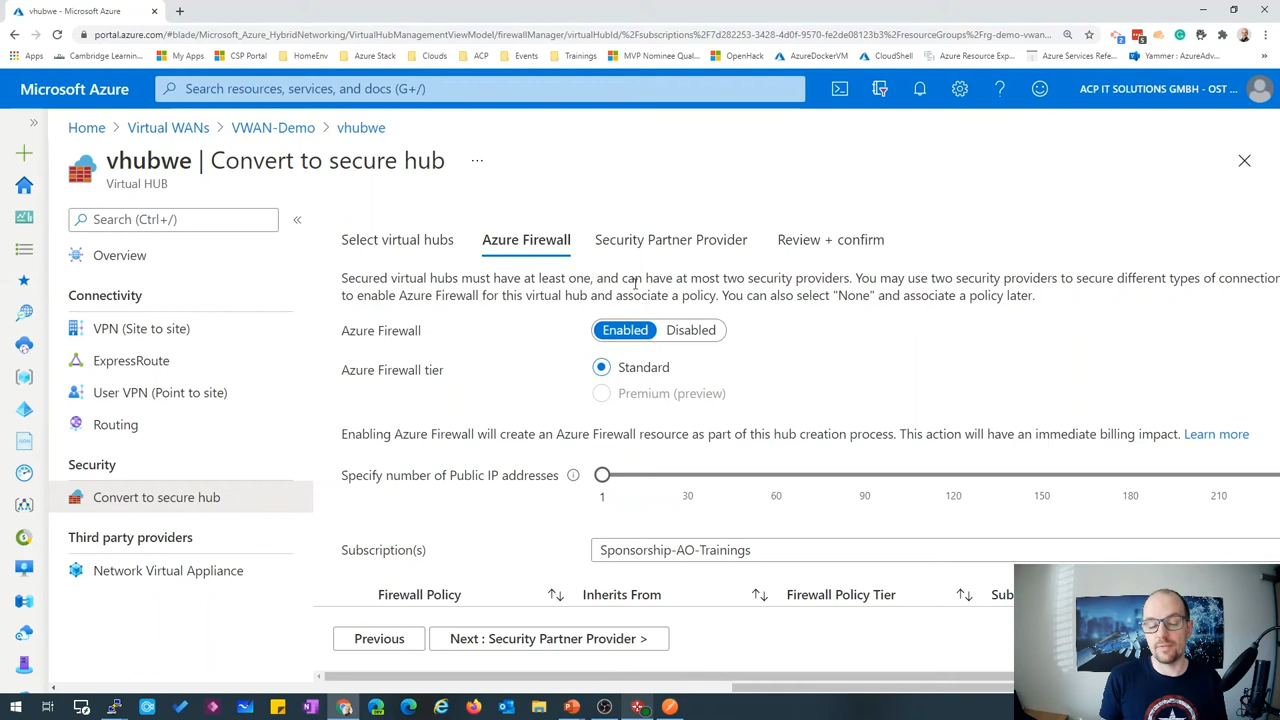 vhubwe - Microsoft Azure
portal.azure.com/#blade/Microsoft_Azure_HybridNetworking/VirtualHubManagementViewModel/firewallManager/virtualHubId/%2Fsubscriptions%2F7d282253-3428-4d0f-9570-fe2de08123b3%2FresourceGroups%2Frg-demo-vwan...
Apps
Cambridge Learnin...
My Apps
CSP Portal
HomeEnv
Azure Stack
Clouds
ACP
Events
Trainings
MVP Nominee Qual...
OpenHack
AzureDockerVM
CloudShell
Azure Resource Exp...
Azure Services Refe...
Yammer : AzureAdv...
Microsoft Azure
Search resources, services, and docs (G+/)
ACP IT SOLUTIONS GMBH - OST ...
Home > Virtual WANs > VWAN-Demo > vhubwe
vhubwe | Convert to secure hub ...
Virtual HUB
Search (Ctrl+/)
Overview
Connectivity
VPN (Site to site)
ExpressRoute
User VPN (Point to site)
Routing
Security
Convert to secure hub
Third party providers
Network Virtual Appliance
Select virtual hubs
Azure Firewall
Security Partner Provider
Review + confirm
Secured virtual hubs must have at least one, and can have at most two security providers. You may use two security providers to secure different types of connection
to enable Azure Firewall for this virtual hub and associate a policy. You can also select "None" and associate a policy later.
Azure Firewall
Enabled
Disabled
Azure Firewall tier
Standard
Premium (preview)
Enabling Azure Firewall will create an Azure Firewall resource as part of this hub creation process. This action will have an immediate billing impact. Learn more
Specify number of Public IP addresses
1 30 60 90 120 150 180 210
Subscription(s)
Sponsorship-AO-Trainings
Firewall Policy
Inherits From
Firewall Policy Tier
Sub
Previous
Next : Security Partner Provider >